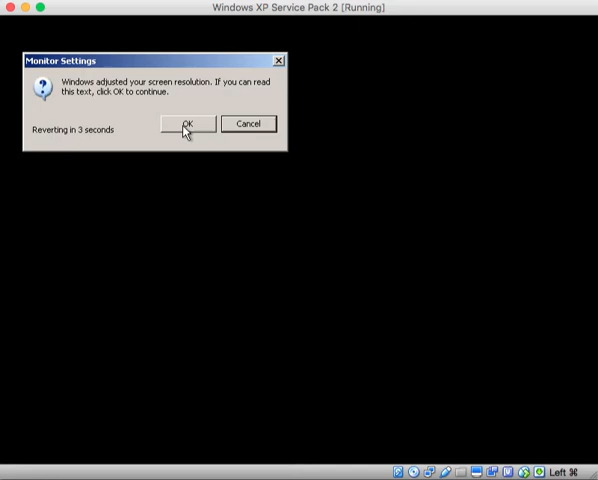 Windows XP Service Pack 2 [Running]
Monitor Settings
Windows adjusted your screen resolution. If you can read
this text, click OK to continue.
Reverting in 3 seconds
OK
Cancel
Left ⌘